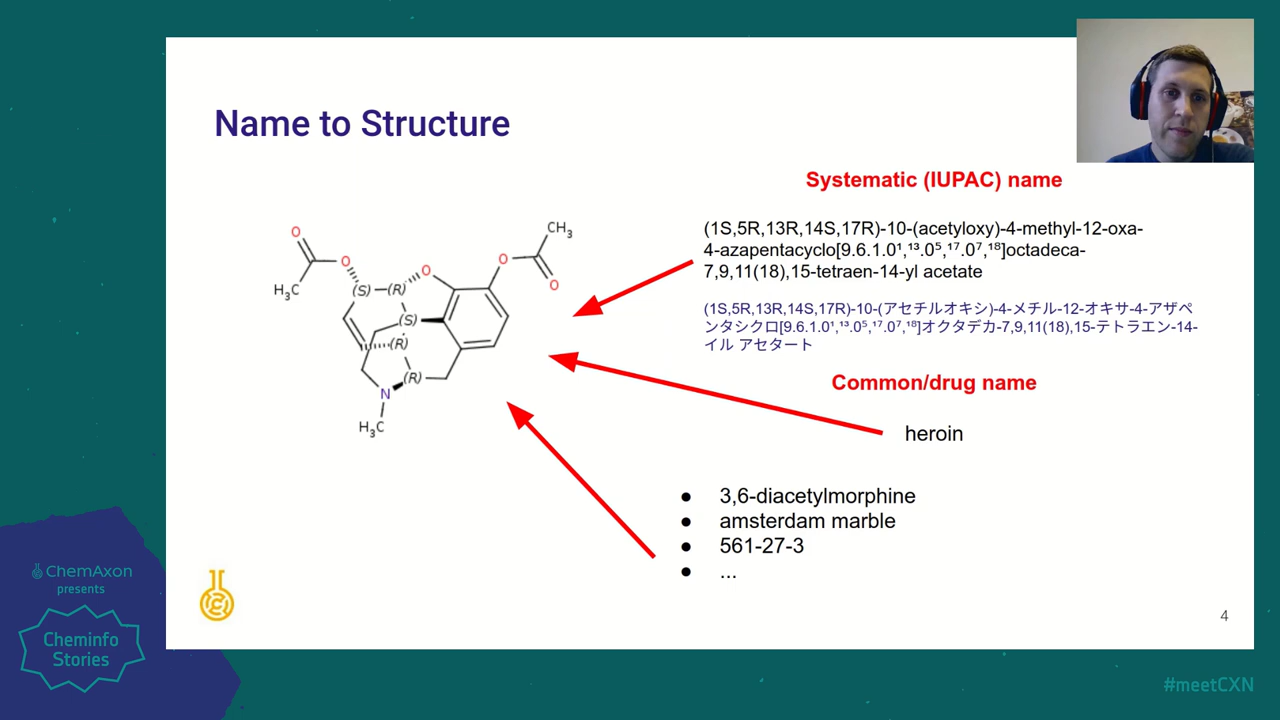 Name to Structure
Systematic (IUPAC) name
(1S,5R,13R,14S,17R)-10-(acetyloxy)-4-methyl-12-oxa-
4-azapentacyclo[9.6.1.0¹,¹³.0⁵,¹⁷.0⁷,¹⁸]octadeca-
7,9,11(18),15-tetraen-14-yl acetate
(1S,5R,13R,14S,17R)-10-(アセチルオキシ)-4-メチル-12-オキサ-4-アザペ
ンタシクロ[9.6.1.0¹,¹³.0⁵,¹⁷.0⁷,¹⁸]オクタデカ-7,9,11(18),15-テトラエン-14-
イル アセタート
Common/drug name
heroin
● 3,6-diacetylmorphine
● amsterdam marble
● 561-27-3
● ...
O
O
H₃C
(S)
(R)
O
O
CH₃
O
(S)
(R)
(R)
N
H₃C
4
ChemAxon
presents
Cheminfo
Stories
#meetCXN